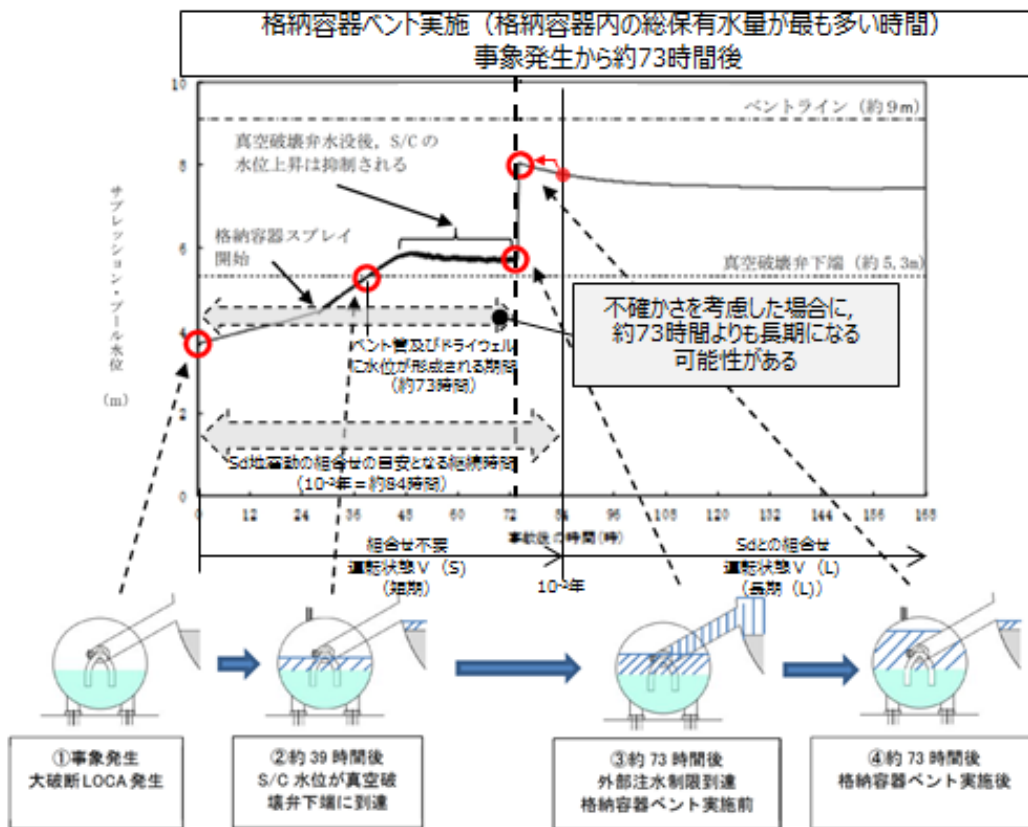 格納容器ベント実施（格納容器内の総保有水量が最も多い時間）
事象発生から約73時間後
10
8
6
4
2
0
サプレッション・プール水位
（m）
ベントライン（約9m）
真空破壊弁水没後，S/Cの
水位上昇は抑制される
格納容器スプレイ
開始
真空破壊弁下端（約5.3m）
不確かさを考慮した場合に，
約73時間よりも長期になる
可能性がある
ベント管及びドライウェル
に水位が形成される期間
（約73時間）
Sd地震動の組合せの目安となる継続時間
（10⁻²年＝約84時間）
0 12 24 36 48 60 72 84 96 108 120 132 144 156 168
事故後の時間（時）
組合せ不要
運転状態Ⅴ（S）
（短期）
10⁻²年
Sdとの組合せ
運転状態Ⅴ（L）
（長期（L））
①事象発生
大破断LOCA発生
②約39時間後
S/C水位が真空破
壊弁下端に到達
③約73時間後
外部注水制限到達
格納容器ベント実施前
④約73時間後
格納容器ベント実施後